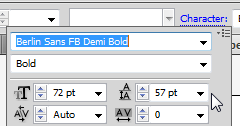 Character:
Berlin Sans FB Demi Bold
Bold
72 pt 57 pt
Auto 0